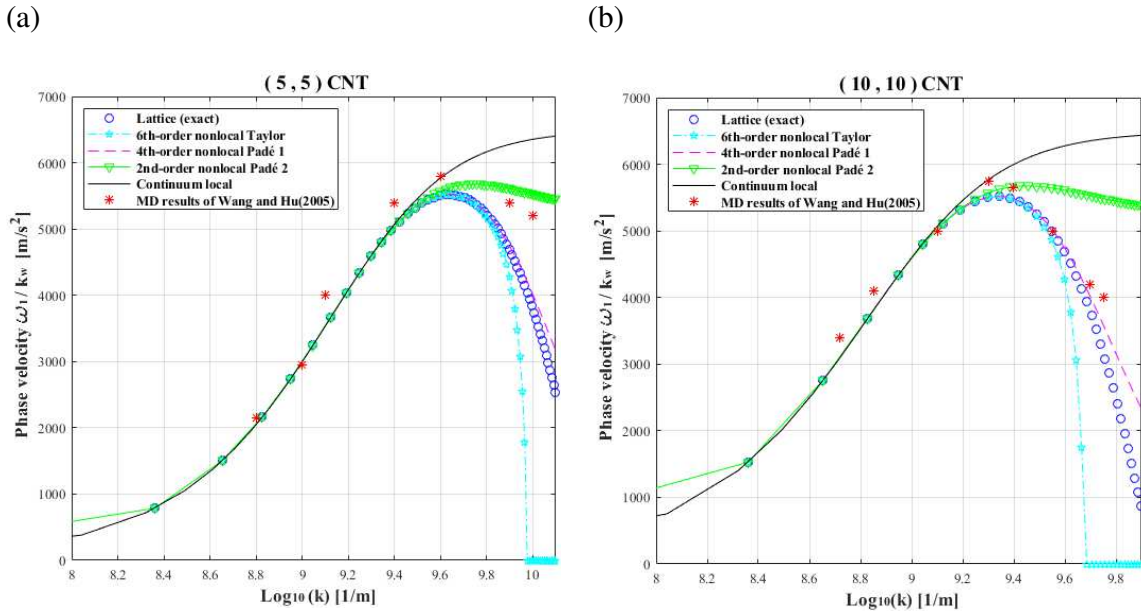 (a)
(b)
( 5 , 5 ) CNT
7000
6000
5000
4000
3000
2000
1000
0
Phase velocity ω₁ / kw [m/s²]
Lattice (exact)
6th-order nonlocal Taylor
4th-order nonlocal Padé 1
2nd-order nonlocal Padé 2
Continuum local
MD results of Wang and Hu(2005)
8 8.2 8.4 8.6 8.8 9 9.2 9.4 9.6 9.8 10
Log₁₀(k) [1/m]
( 10 , 10 ) CNT
7000
6000
5000
4000
3000
2000
1000
0
Phase velocity ω₁ / kw [m/s²]
Lattice (exact)
6th-order nonlocal Taylor
4th-order nonlocal Padé 1
2nd-order nonlocal Padé 2
Continuum local
MD results of Wang and Hu(2005)
8 8.2 8.4 8.6 8.8 9 9.2 9.4 9.6 9.8
Log₁₀(k) [1/m]